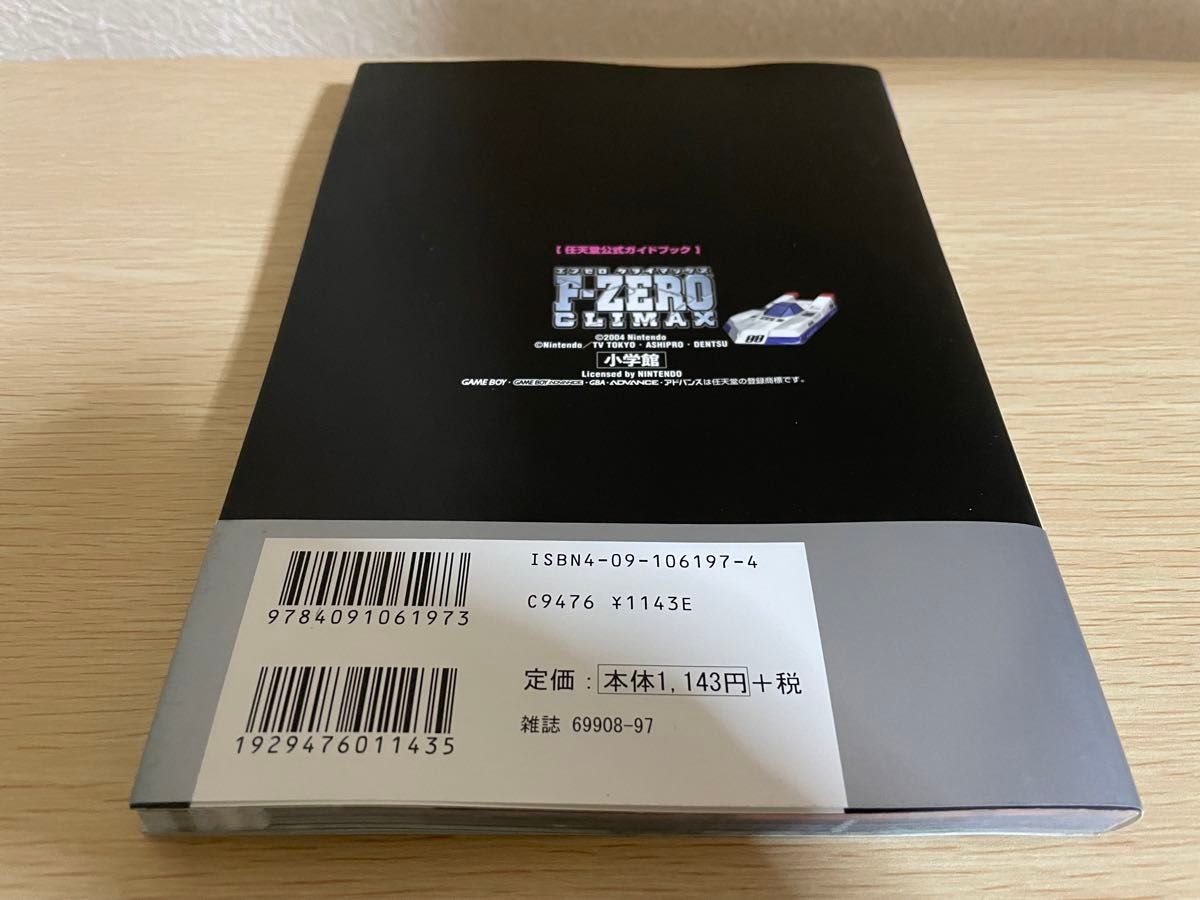 【任天堂公式ガイドブック】
エフゼロ クライマックス
F-ZERO
CLIMAX
©2004 Nintendo
©Nintendo／TV TOKYO・ASHIPRO・DENTSU
小学館
Licensed by NINTENDO
GAME BOY・GAME BOY ADVANCE・GBA・ADVANCE・アドバンスは任天堂の登録商標です。
ISBN4-09-106197-4
C9476 ¥1143E
9784091061973
定価：本体1,143円+税
雑誌 69908-97
1929476011435